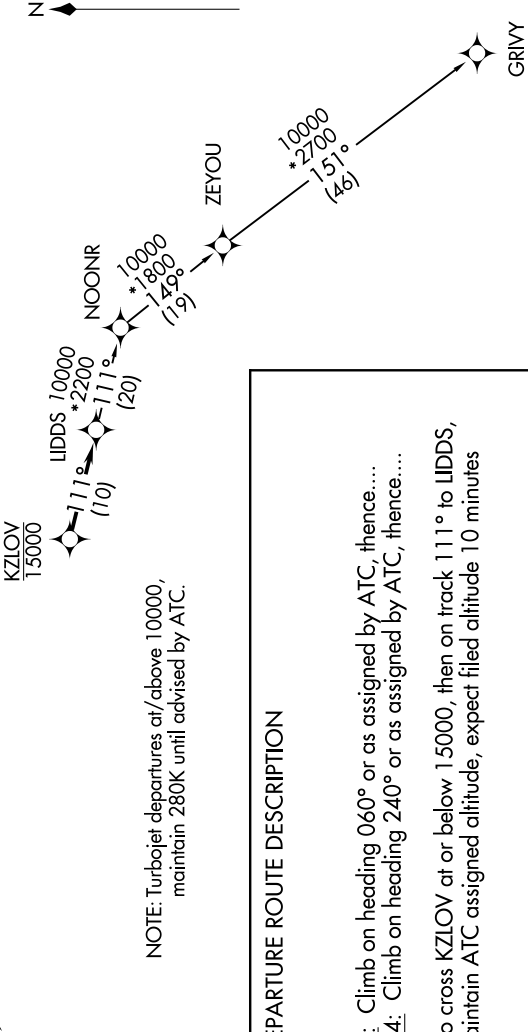 N
KZLOV
15000
111°
(10)
LIDDS
10000
*2200
111°
(20)
NOONR
10000
*1800
149°
(19)
ZEYOU
10000
*2700
151°
(46)
GRIVY
NOTE: Turbojet departures at/above 10000,
maintain 280K until advised by ATC.
PARTURE ROUTE DESCRIPTION
: Climb on heading 060° or as assigned by ATC, thence....
4: Climb on heading 240° or as assigned by ATC, thence....
o cross KZLOV at or below 15000, then on track 111° to LIDDS,
intain ATC assigned altitude, expect filed altitude 10 minutes